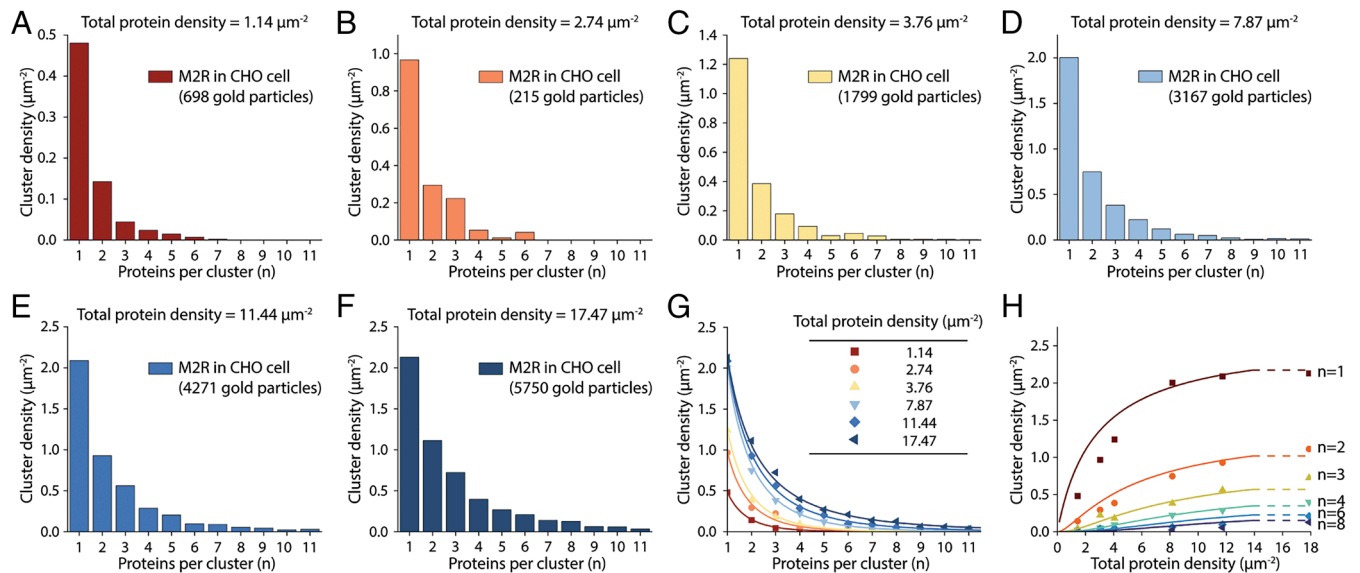 A
Total protein density = 1.14 μm⁻²
Cluster density (μm⁻²)
0.5
0.4
0.3
0.2
0.1
0.0
M2R in CHO cell
(698 gold particles)
1 2 3 4 5 6 7 8 9 10 11
Proteins per cluster (n)
B
Total protein density = 2.74 μm⁻²
Cluster density (μm⁻²)
1.0
0.8
0.6
0.4
0.2
0.0
M2R in CHO cell
(215 gold particles)
1 2 3 4 5 6 7 8 9 10 11
Proteins per cluster (n)
C
Total protein density = 3.76 μm⁻²
Cluster density (μm⁻²)
1.4
1.2
1.0
0.8
0.6
0.4
0.2
0.0
M2R in CHO cell
(1799 gold particles)
1 2 3 4 5 6 7 8 9 10 11
Proteins per cluster (n)
D
Total protein density = 7.87 μm⁻²
Cluster density (μm⁻²)
2.0
1.5
1.0
0.5
0.0
M2R in CHO cell
(3167 gold particles)
1 2 3 4 5 6 7 8 9 10 11
Proteins per cluster (n)
E
Total protein density = 11.44 μm⁻²
Cluster density (μm⁻²)
2.5
2.0
1.5
1.0
0.5
0.0
M2R in CHO cell
(4271 gold particles)
1 2 3 4 5 6 7 8 9 10 11
Proteins per cluster (n)
F
Total protein density = 17.47 μm⁻²
Cluster density (μm⁻²)
2.5
2.0
1.5
1.0
0.5
0.0
M2R in CHO cell
(5750 gold particles)
1 2 3 4 5 6 7 8 9 10 11
Proteins per cluster (n)
G
Total protein density (μm⁻²)
Cluster density (μm⁻²)
2.5
2.0
1.5
1.0
0.5
0.0
1.14
2.74
3.76
7.87
11.44
17.47
1 2 3 4 5 6 7 8 9 10 11
Proteins per cluster (n)
H
Cluster density (μm⁻²)
2.5
2.0
1.5
1.0
0.5
0.0
n=1
n=2
n=3
n=4
n=6
n=8
0 2 4 6 8 10 12 14 16 18
Total protein density (μm⁻²)